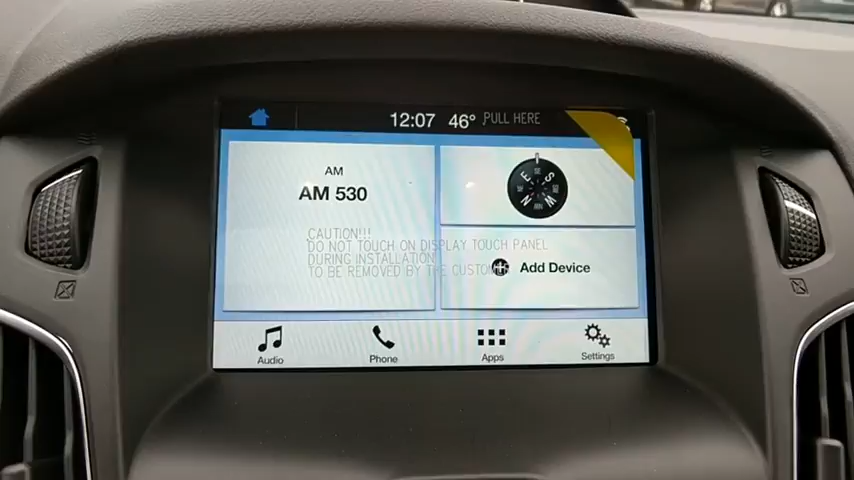 12:07 46° PULL HERE
AM
AM 530
E S
N W
CAUTION!!!
DO NOT TOUCH ON DISPLAY TOUCH PANEL
DURING INSTALLATION
TO BE REMOVED BY THE CUSTOMER
Add Device
Audio Phone Apps Settings